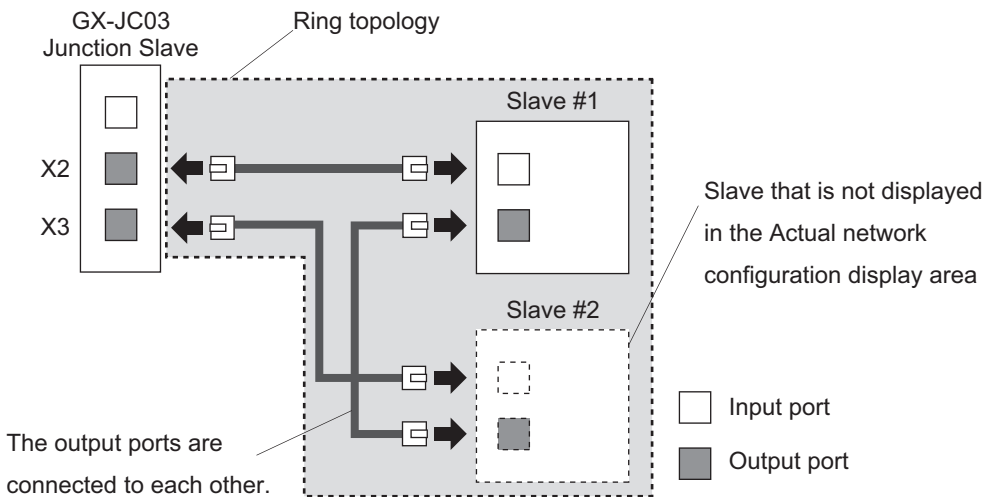 GX-JC03
Junction Slave
Ring topology
Slave #1
X2
X3
Slave that is not displayed
in the Actual network
configuration display area
Slave #2
Input port
Output port
The output ports are
connected to each other.